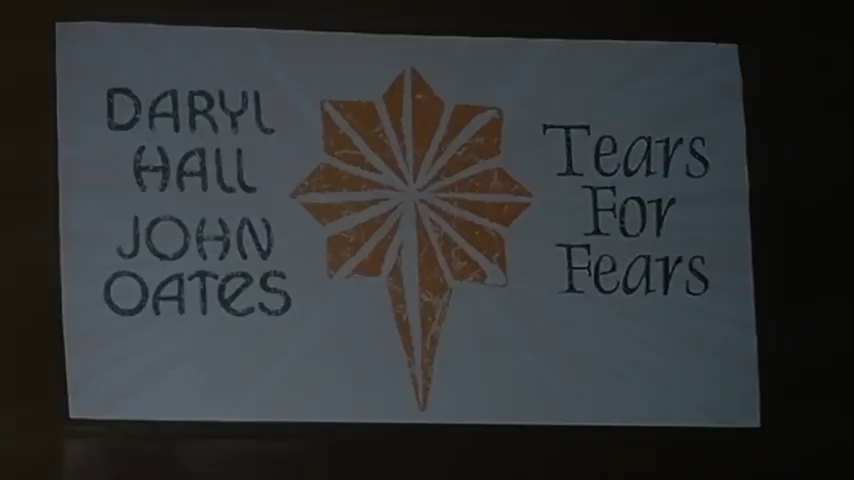 DARYL
HALL
JOHN
OATES
Tears
For
Fears